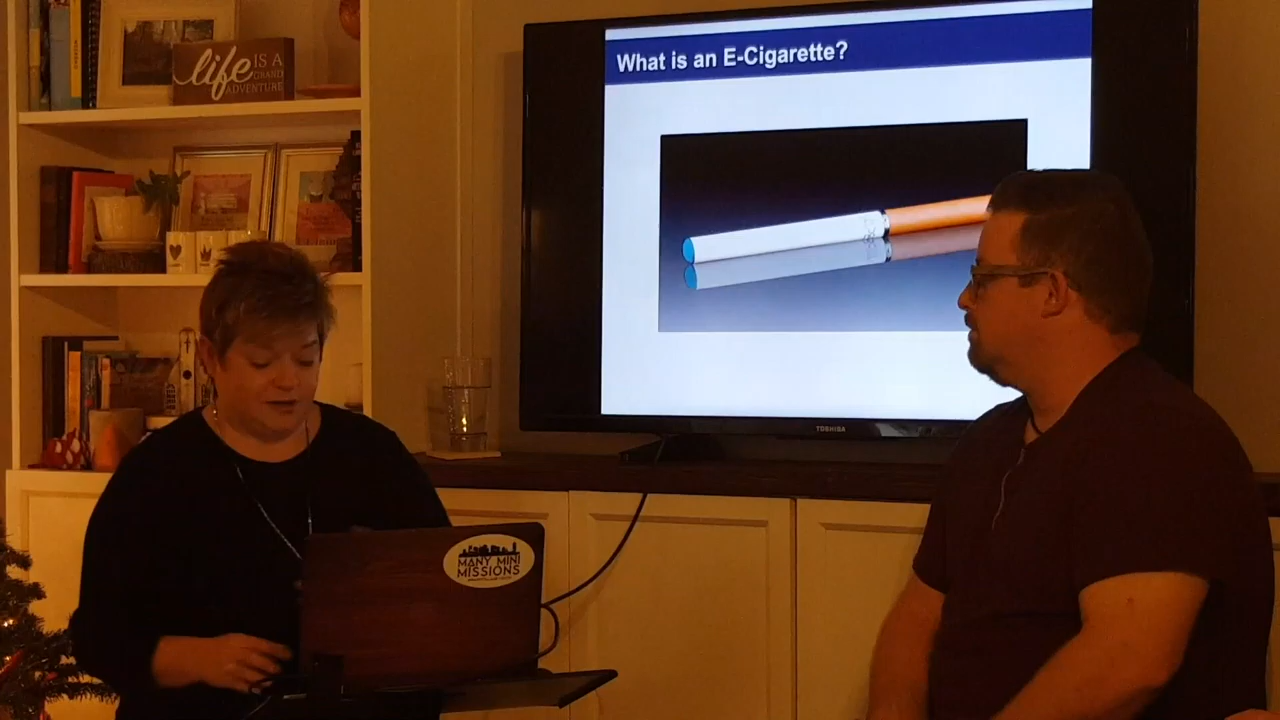 What is an E-Cigarette?
life IS A
GRAND
ADVENTURE
TOSHIBA
MANY MINI
MISSIONS